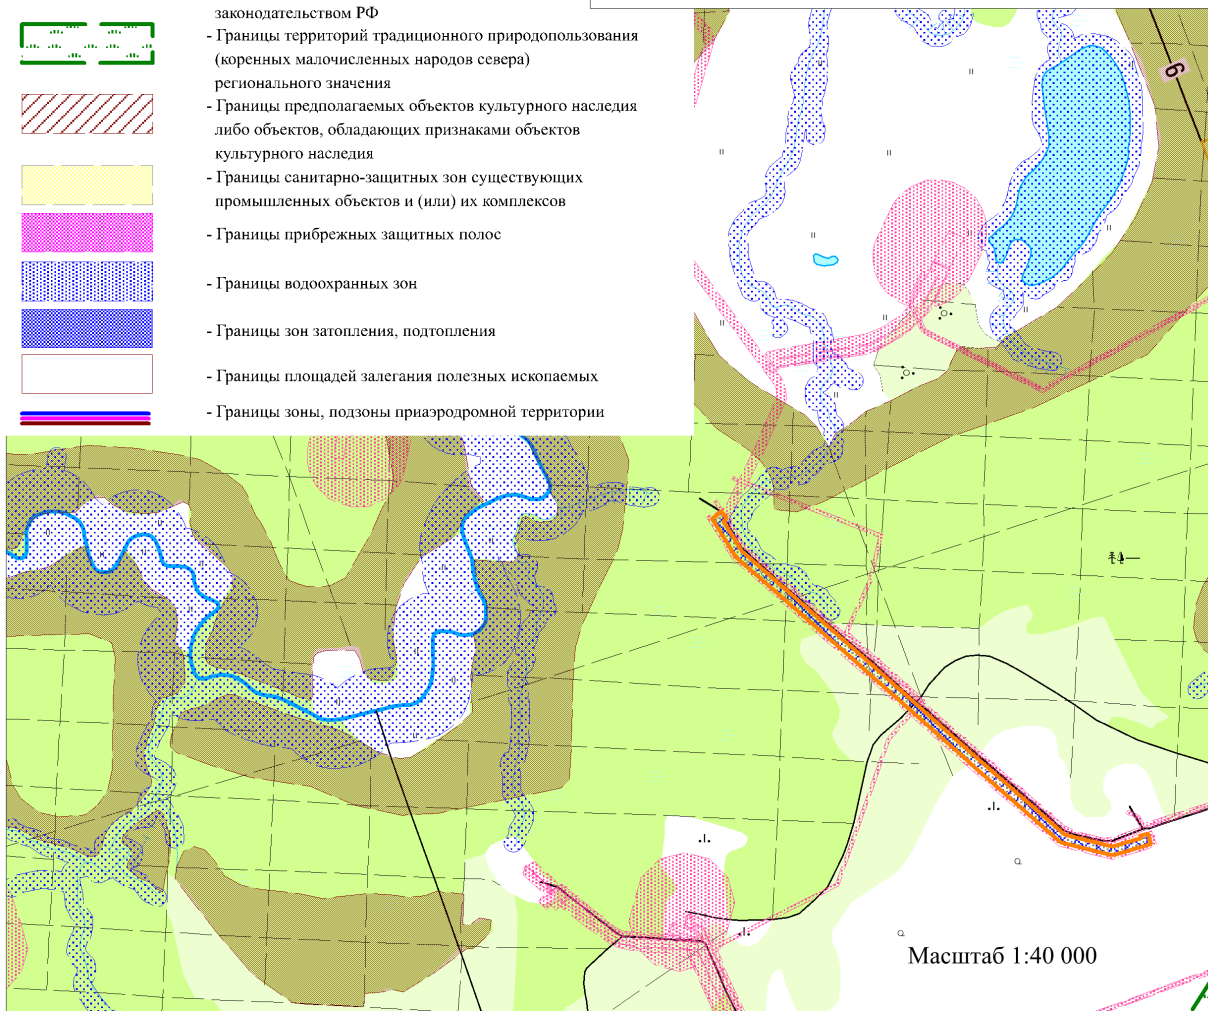 законодательством РФ
- Границы территорий традиционного природопользования
(коренных малочисленных народов севера)
регионального значения
- Границы предполагаемых объектов культурного наследия
либо объектов, обладающих признаками объектов
культурного наследия
- Границы санитарно-защитных зон существующих
промышленных объектов и (или) их комплексов
- Границы прибрежных защитных полос
- Границы водоохранных зон
- Границы зон затопления, подтопления
- Границы площадей залегания полезных ископаемых
- Границы зоны, подзоны приаэродромной территории
Масштаб 1:40 000